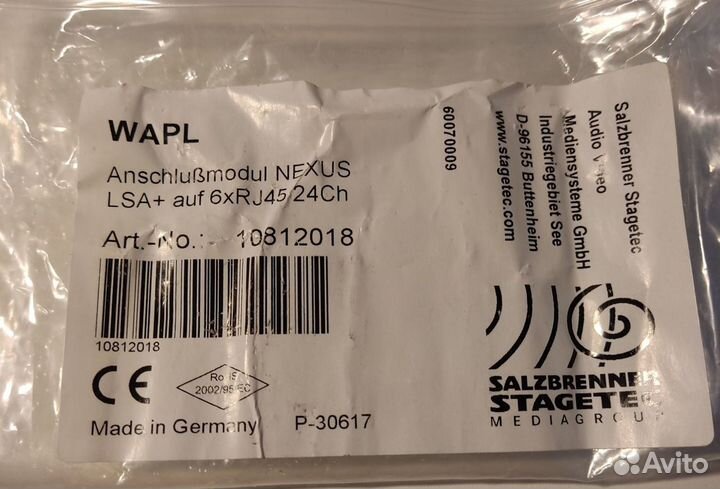 WAPL
Anschlußmodul NEXUS
LSA+ auf 6xRJ45 24Ch
Art.-No.: 10812018
10812018
CE
RoHS
2002/95/EC
Made in Germany
P-30617
60070009
Salzbrenner Stagetec
Audio Video
Mediensysteme GmbH
Industriegebiet See
D-96155 Buttenheim
www.stagetec.com
SALZBRENNER
STAGETEC
MEDIAGROUP
Avito